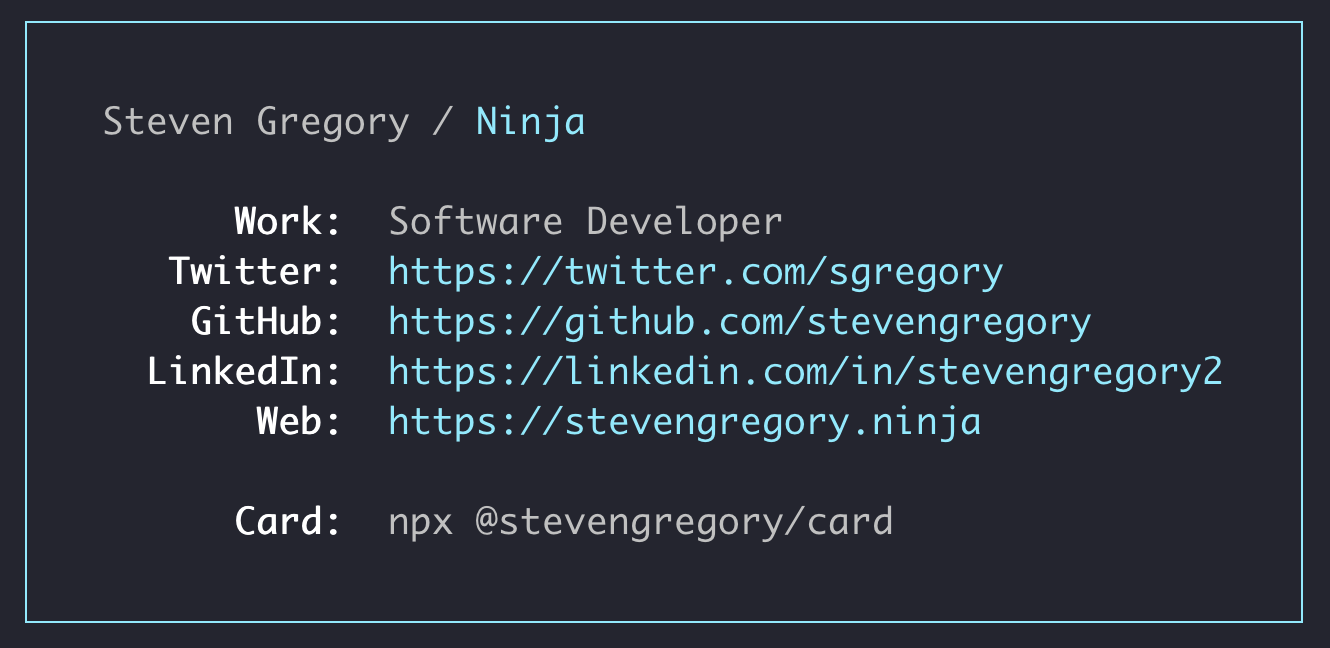 Steven Gregory / Ninja
Work: Software Developer
Twitter: https://twitter.com/sgregory
GitHub: https://github.com/stevengregory
LinkedIn: https://linkedin.com/in/stevengregory2
Web: https://stevengregory.ninja
Card: npx @stevengregory/card